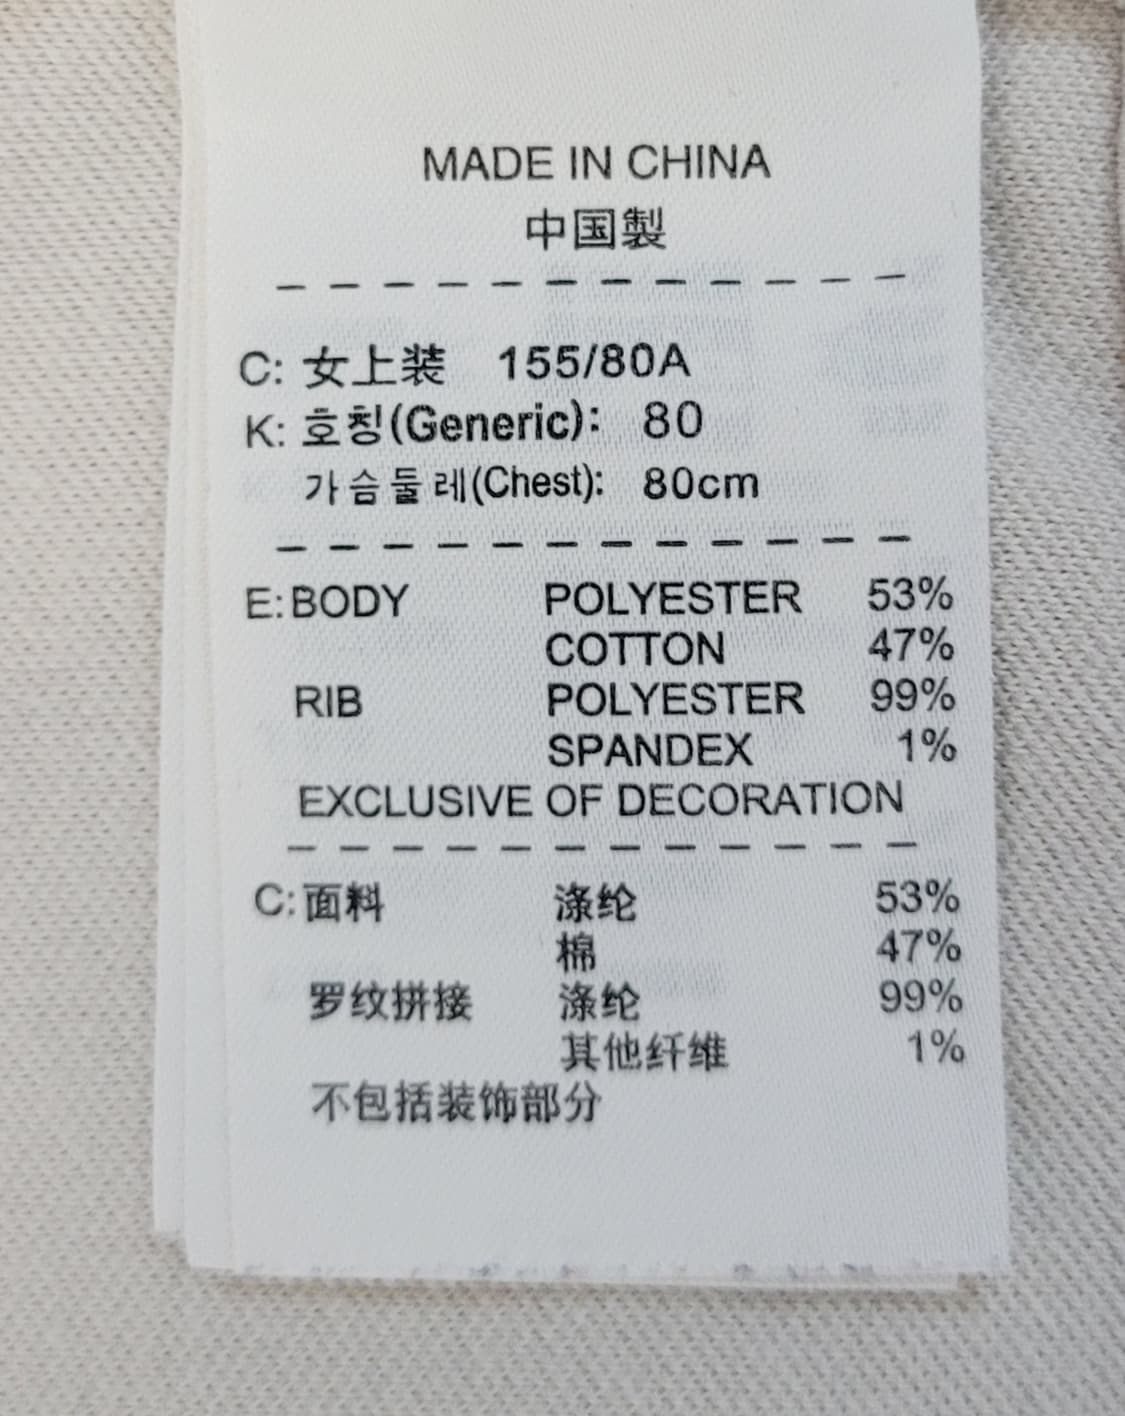 MADE IN CHINA
中国製
C: 女上装 155/80A
K: 호칭(Generic): 80
가슴둘레(Chest): 80cm
E: BODY POLYESTER 53%
COTTON 47%
RIB POLYESTER 99%
SPANDEX 1%
EXCLUSIVE OF DECORATION
C: 面料 涤纶 53%
棉 47%
罗纹拼接 涤纶 99%
其他纤维 1%
不包括装饰部分